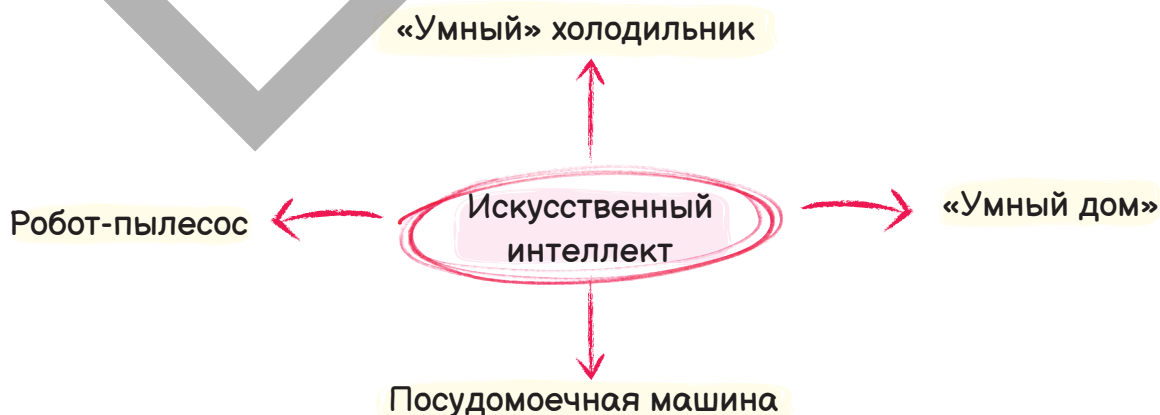 «Умный» холодильник
Робот-пылесос
Искусственный
интеллект
«Умный дом»
Посудомоечная машина